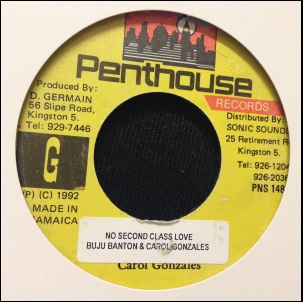 Penthouse
RECORDS
Produced By:
D. GERMAIN
56 Slipe Road,
Kingston 5.
Tel: 929-7446
Distributed By:
SONIC SOUNDS
25 Retirement R
Kingston 5.
Tel: 926-1204
926-2036
PNS 148
G
(P) (C) 1992
MADE IN
JAMAICA
NO SECOND CLASS LOVE
BUJU BANTON & CAROL GONZALES
Carol Gonzales